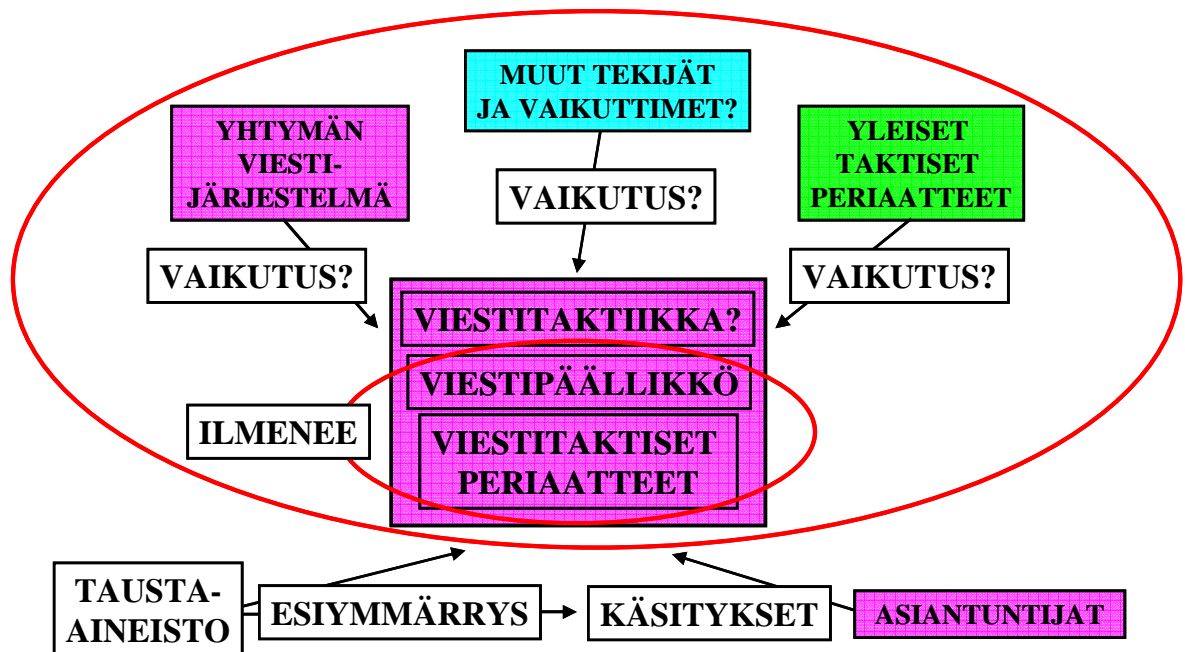 MUUT TEKIJÄT
JA VAIKUTTIMET?
YHTYMÄN
VIESTI-
JÄRJESTELMÄ
YLEISET
TAKTISET
PERIAATTEET
VAIKUTUS?
VAIKUTUS?
VAIKUTUS?
VIESTITAKTIIKKA?
VIESTIPÄÄLLIKKÖ
ILMENEE
VIESTITAKTISET
PERIAATTEET
TAUSTA-
AINEISTO
ESIYMMÄRRYS
KÄSITYKSET
ASIANTUNTIJAT